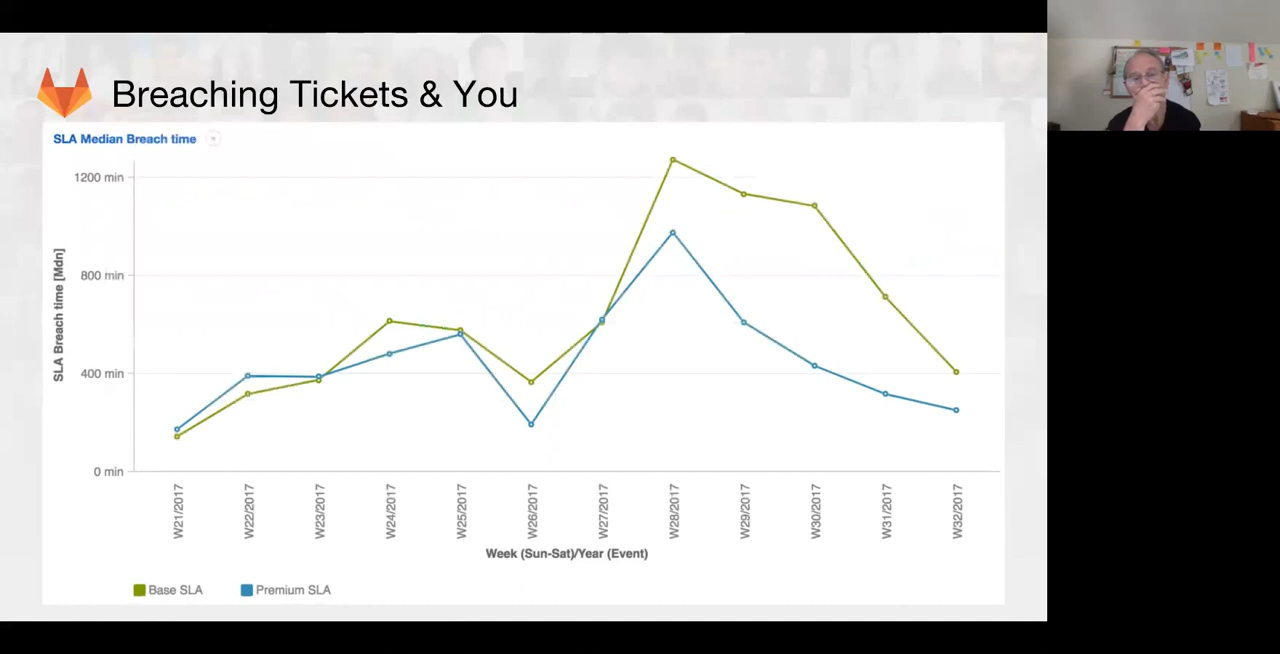 Breaching Tickets & You
SLA Median Breach time
1200 min
800 min
400 min
0 min
SLA Breach time [Mdn]
W21/2017
W22/2017
W23/2017
W24/2017
W25/2017
W26/2017
W27/2017
W28/2017
W29/2017
W30/2017
W31/2017
W32/2017
Week (Sun-Sat)/Year (Event)
Base SLA
Premium SLA